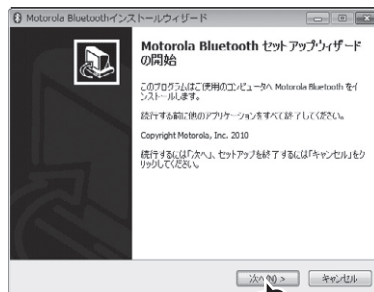 Motorola Bluetoothインストールウィザード
Motorola Bluetooth セットアップウィザード
の開始
このプログラムはご使用のコンピュータへ Motorola Bluetooth をイ
ンストールします。
続行する前に他のアプリケーションをすべて終了してください。
Copyright Motorola, Inc. 2010
続行するには「次へ」、セットアップを終了するには「キャンセル」をク
リックしてください。
次へ(N) >
キャンセル